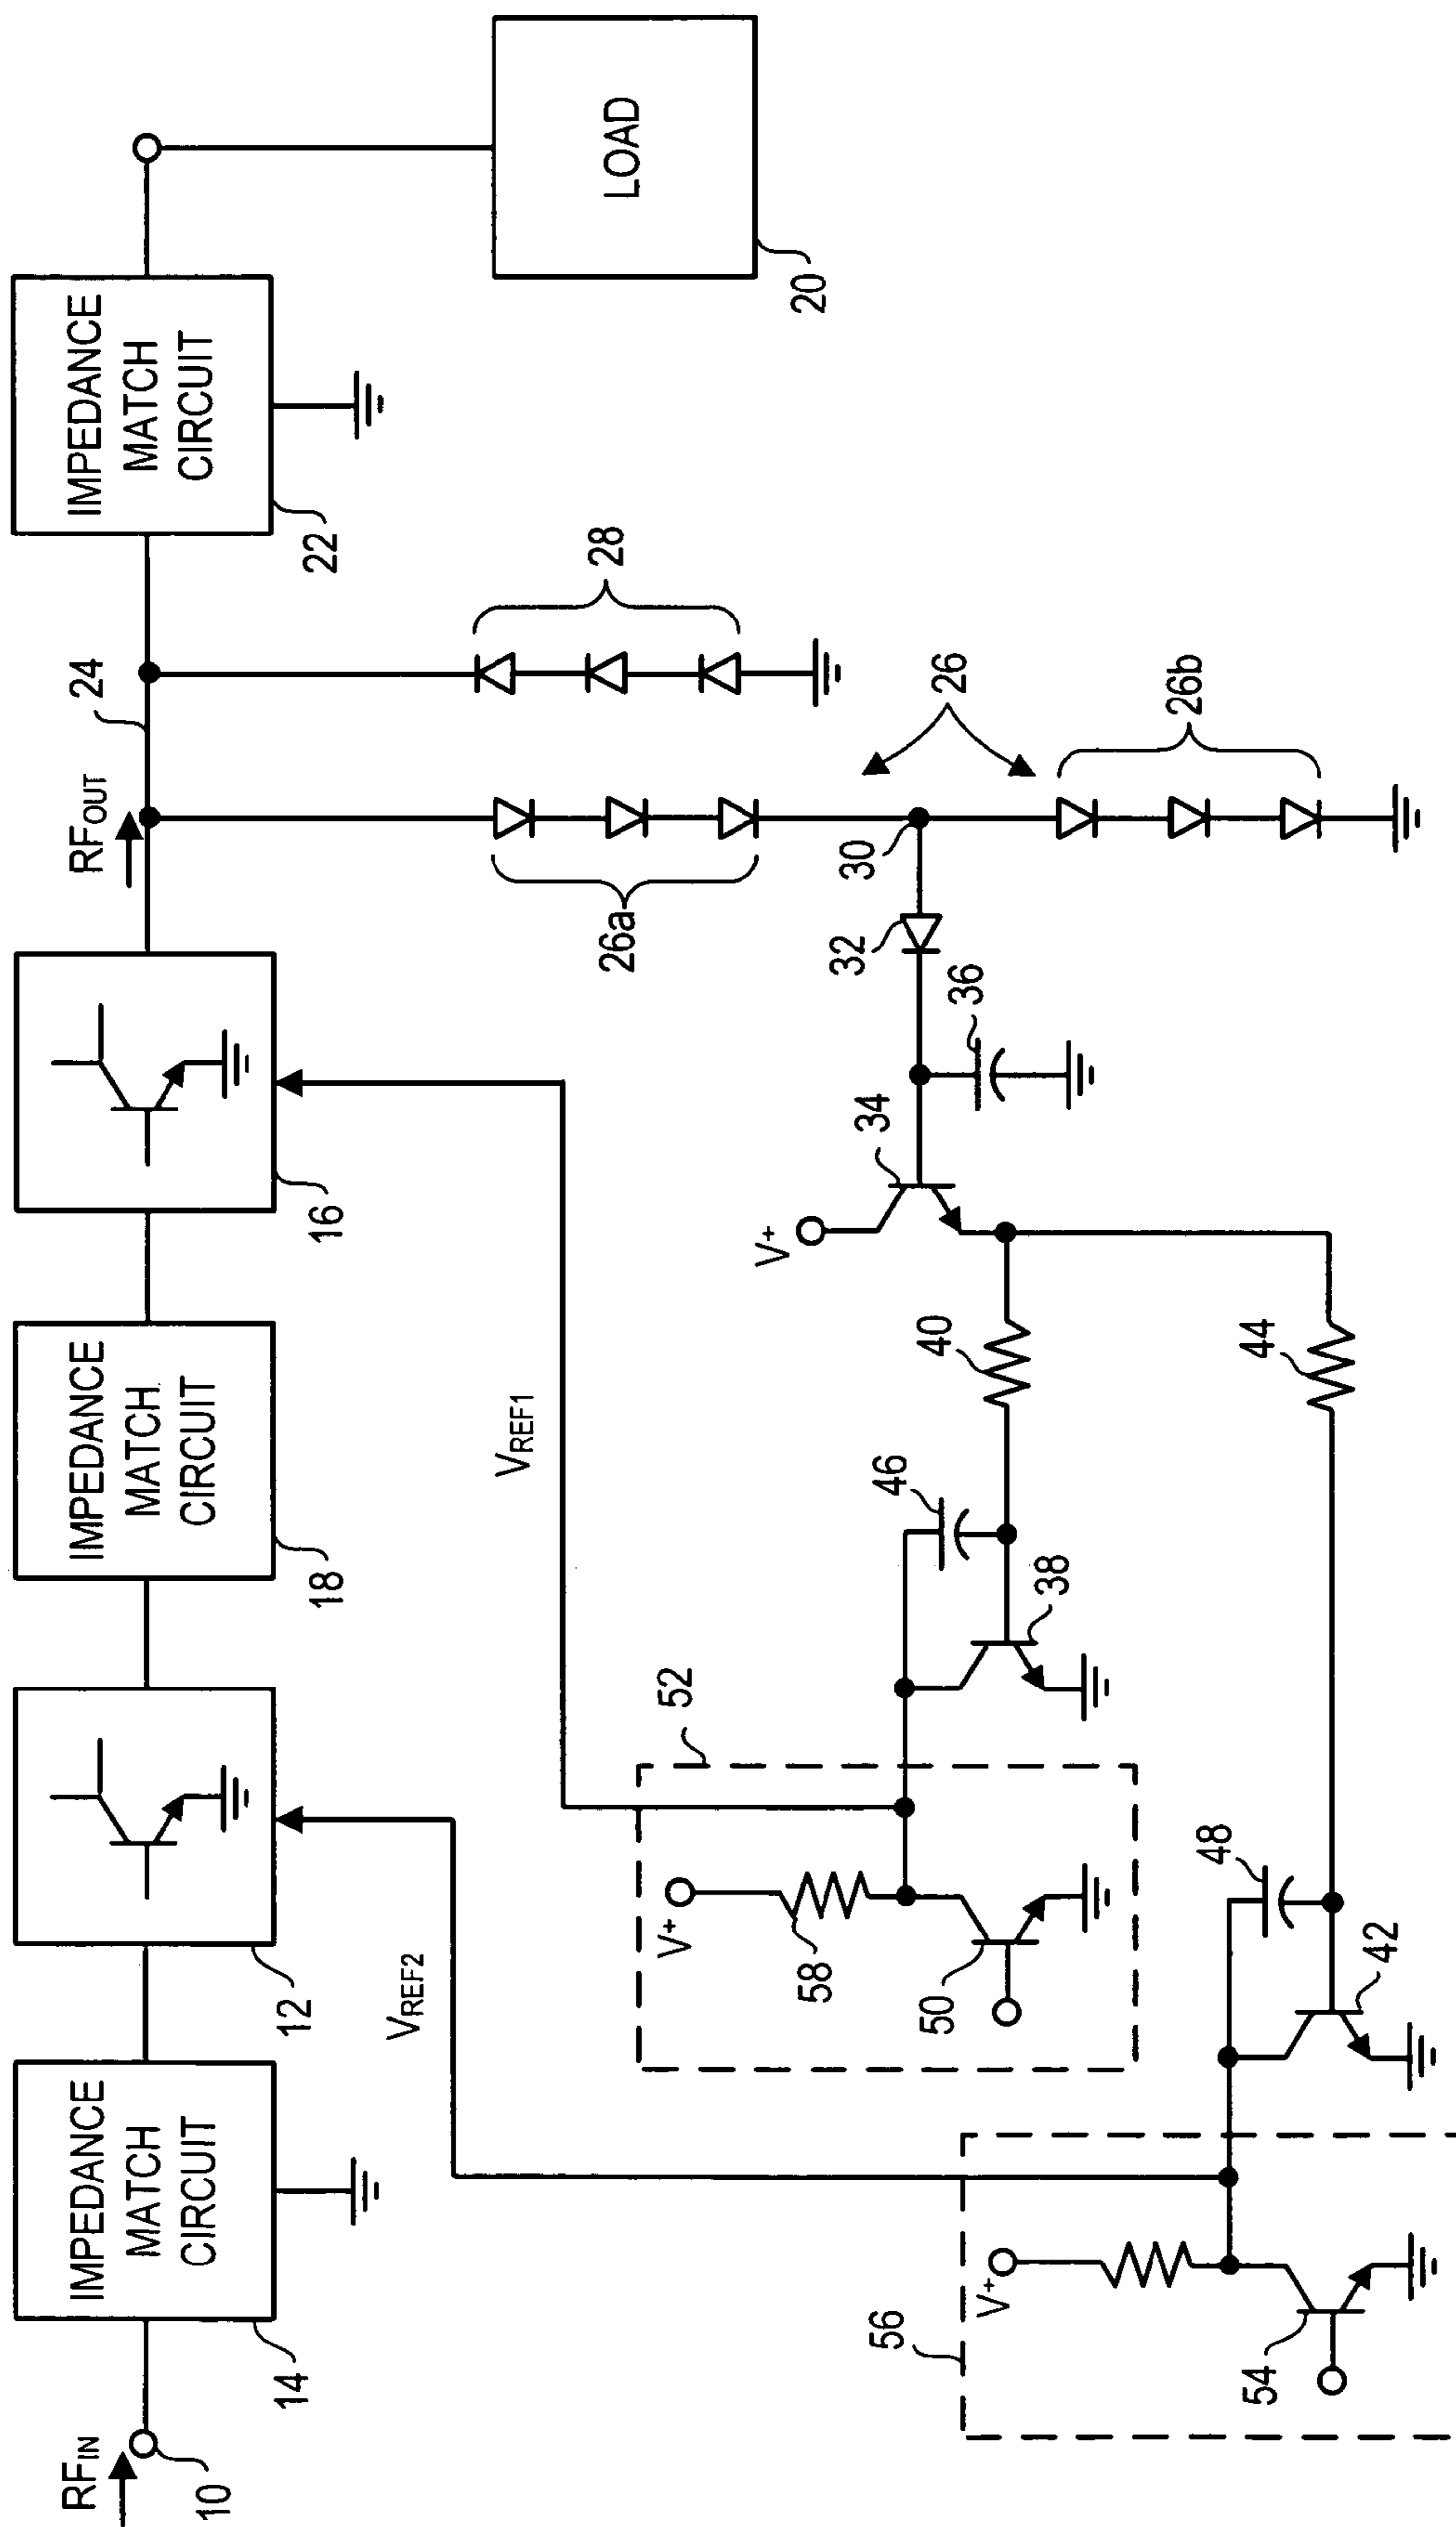 RFIN
10
IMPEDANCE
MATCH
CIRCUIT
14
12
IMPEDANCE
MATCH
CIRCUIT
18
16
RFOUT
24
IMPEDANCE
MATCH
CIRCUIT
22
LOAD
20
VREF2
VREF1
26a
28
26
26b
30
32
36
34
V+
40
44
46
38
52
V+
58
50
48
42
56
V+
54